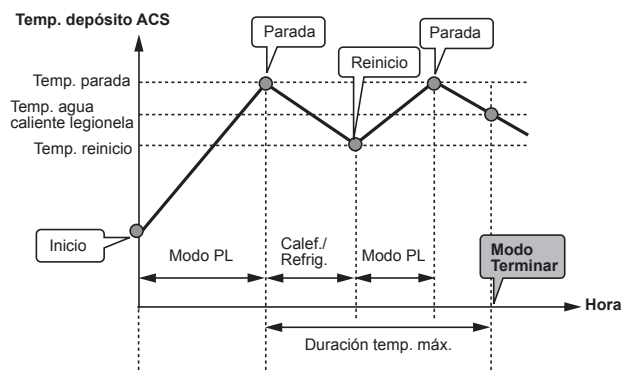 Temp. depósito ACS
Parada
Parada
Reinicio
Temp. parada
Temp. agua
caliente legionela
Temp. reinicio
Inicio
Modo PL
Calef./
Refrig.
Modo PL
Modo
Terminar
Hora
Duración temp. máx.